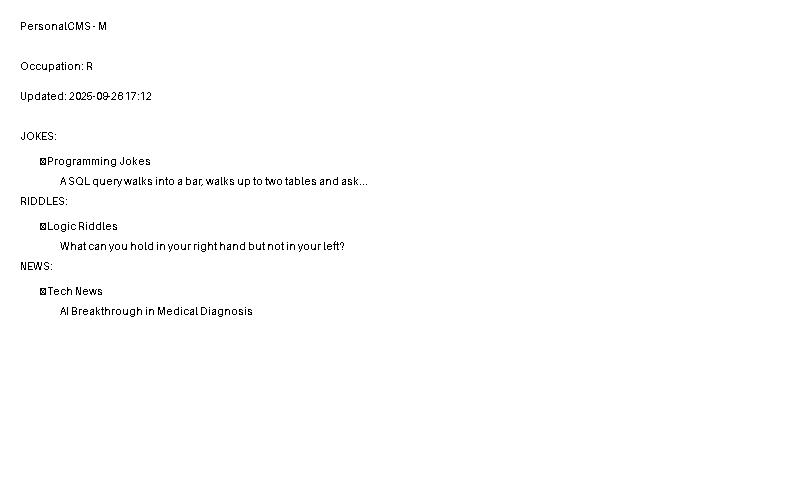 PersonalCMS - M
Occupation: R
Updated: 2025-09-26 17:12
JOKES:
Programming Jokes
A SQL query walks into a bar, walks up to two tables and ask...
RIDDLES:
Logic Riddles
What can you hold in your right hand but not in your left?
NEWS:
Tech News
AI Breakthrough in Medical Diagnosis